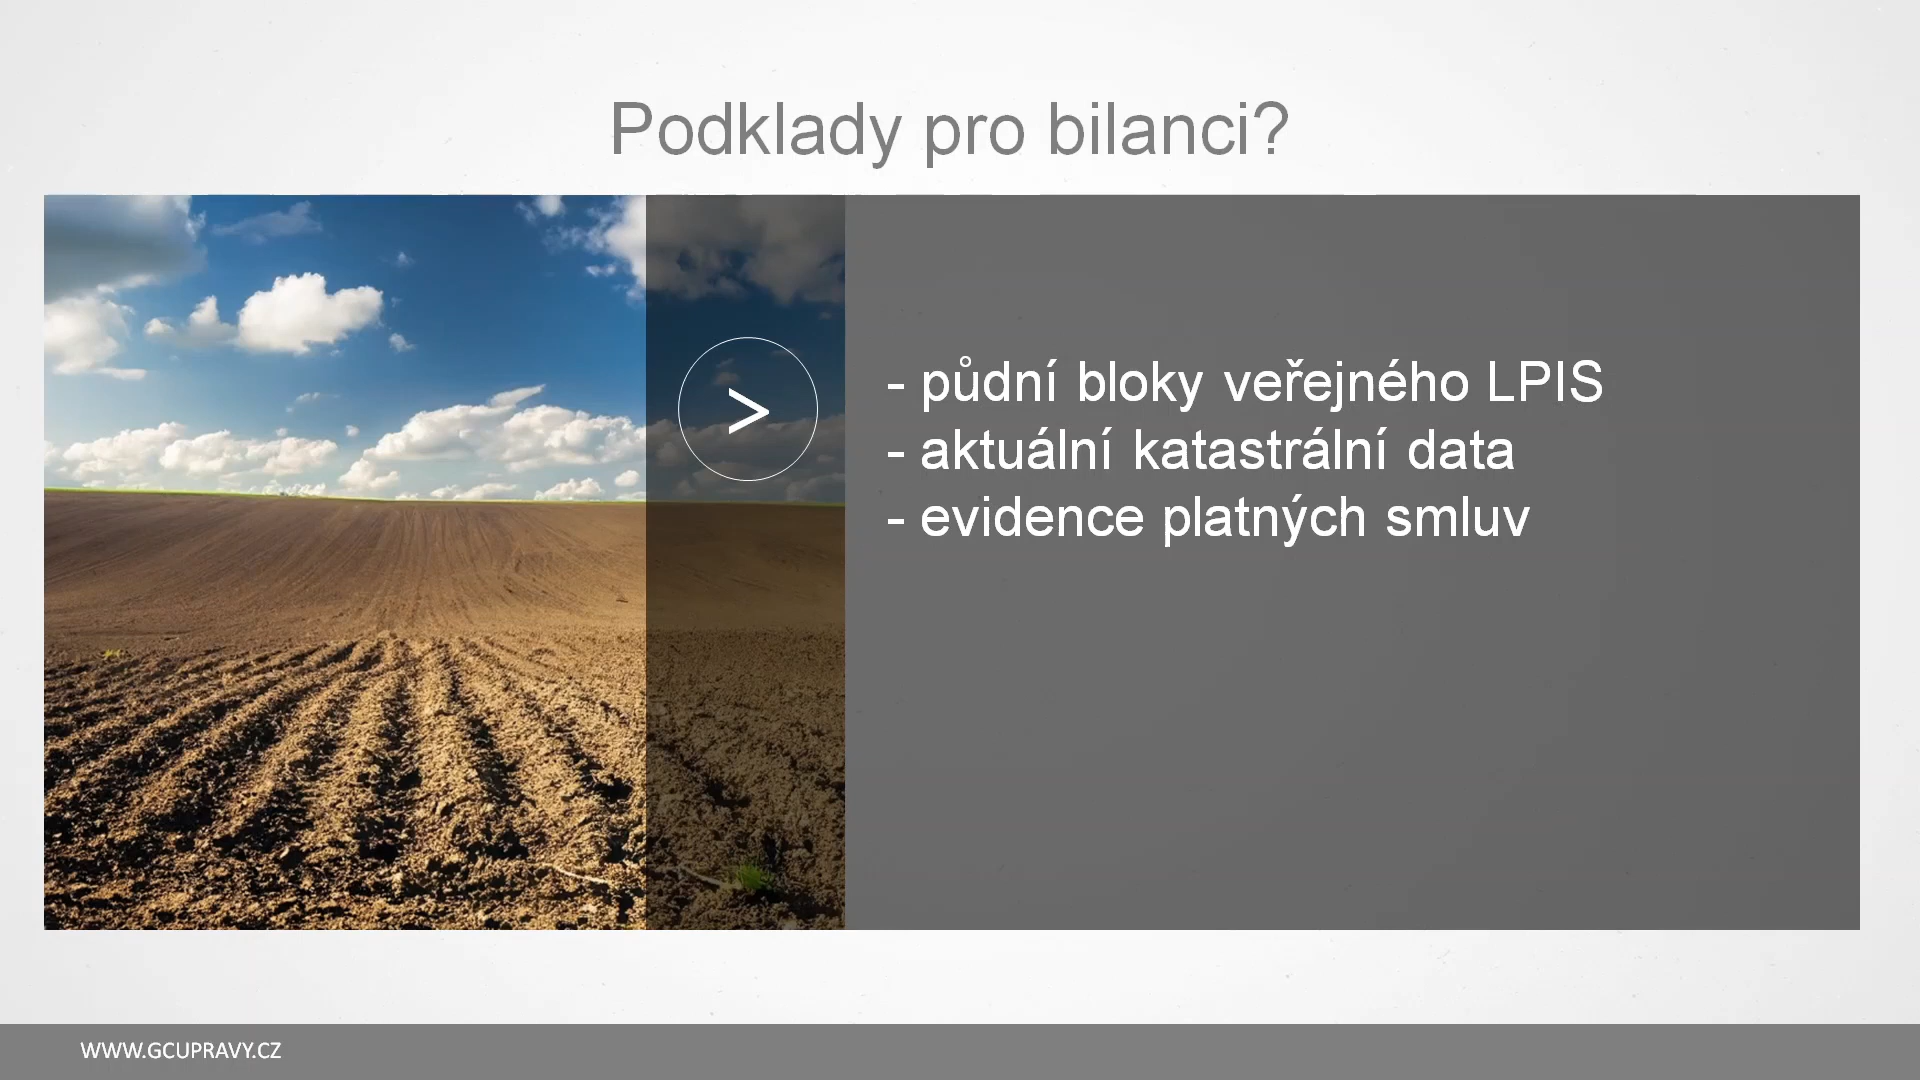 Podklady pro bilanci?
>
- půdní bloky veřejného LPIS
- aktuální katastrální data
- evidence platných smluv
WWW.GCUPRAVY.CZ